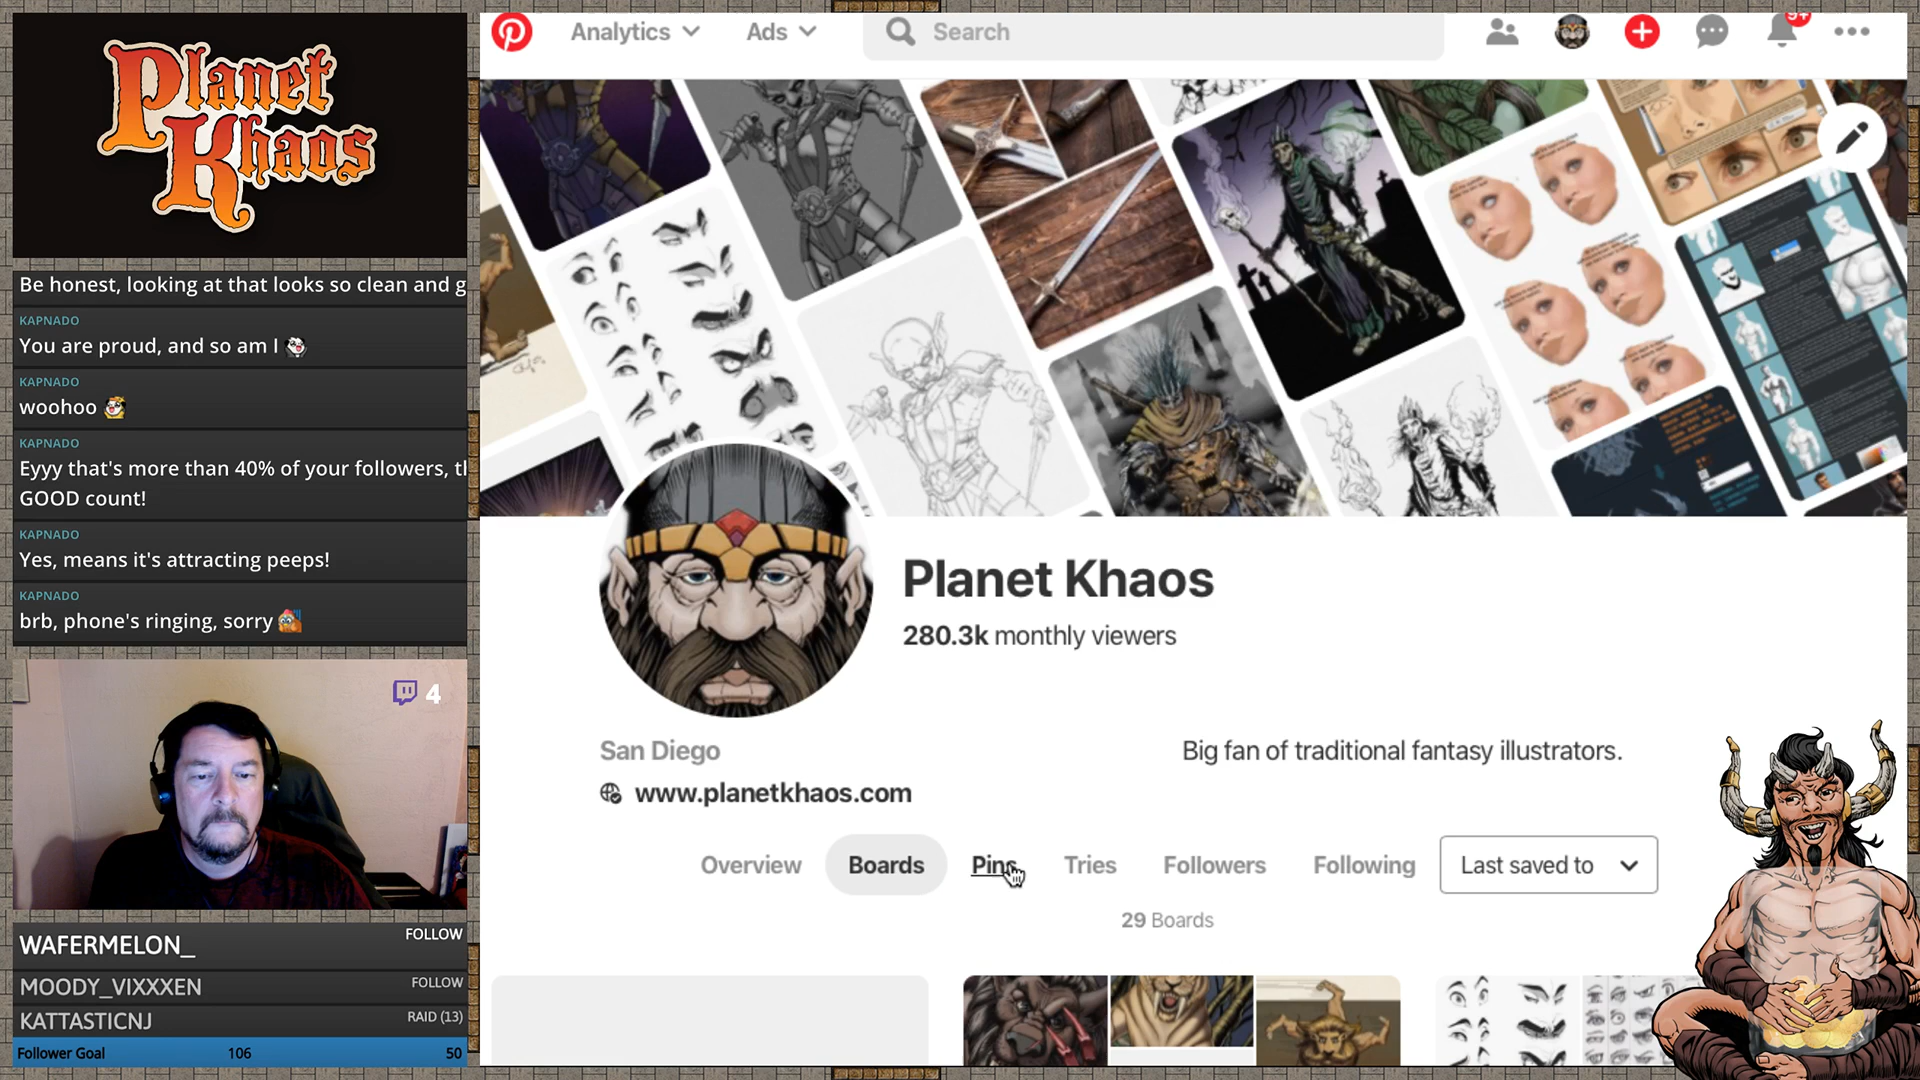 Planet
Khaos
Be honest, looking at that looks so clean and g
KAPNADO
You are proud, and so am I
KAPNADO
woohoo
KAPNADO
Eyyy that's more than 40% of your followers, tl
GOOD count!
KAPNADO
Yes, means it's attracting peeps!
KAPNADO
brb, phone's ringing, sorry
4
WAFERMELON_ FOLLOW
MOODY_VIXXXEN FOLLOW
KATTASTICNJ RAID (13)
Follower Goal 106 50
Analytics Ads Search 9+
Planet Khaos
280.3k monthly viewers
San Diego
Big fan of traditional fantasy illustrators.
www.planetkhaos.com
Overview Boards Pins Tries Followers Following Last saved to
29 Boards